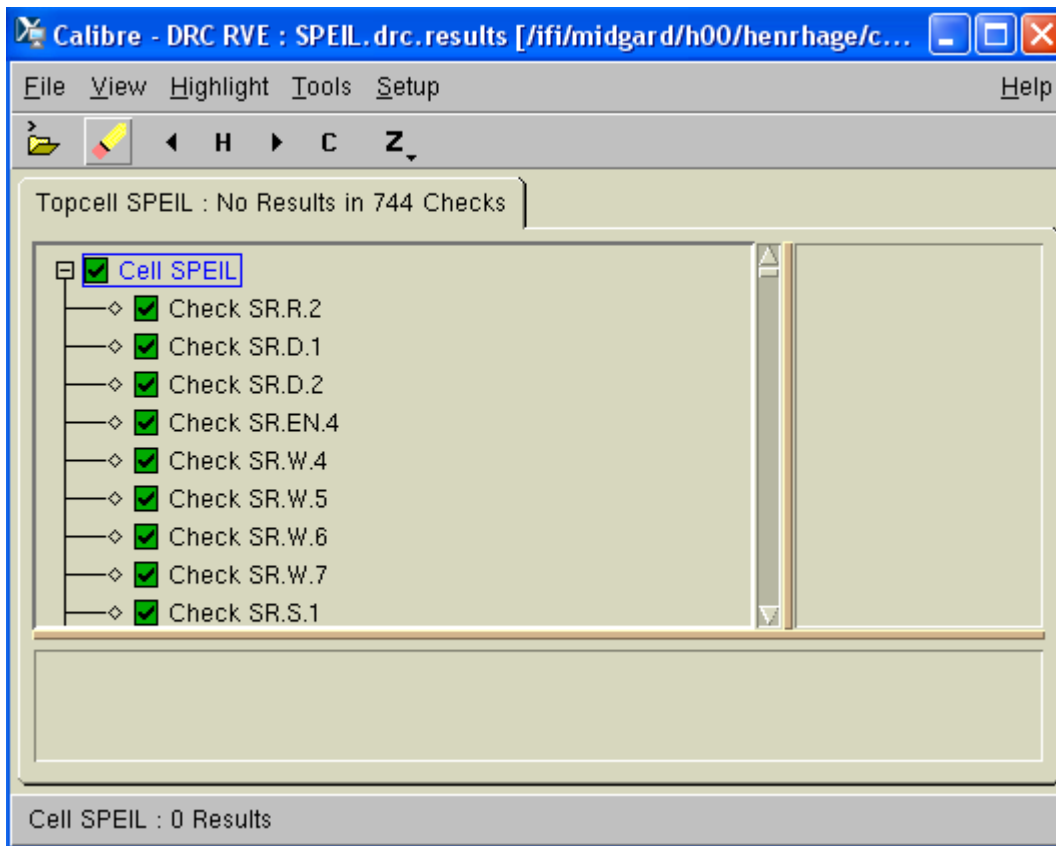 Calibre - DRC RVE : SPEIL.drc.results [/ifi/midgard/h00/henrhage/c...
File View Highlight Tools Setup Help
H C Z
Topcell SPEIL : No Results in 744 Checks
Cell SPEIL
Check SR.R.2
Check SR.D.1
Check SR.D.2
Check SR.EN.4
Check SR.W.4
Check SR.W.5
Check SR.W.6
Check SR.W.7
Check SR.S.1
Cell SPEIL : 0 Results